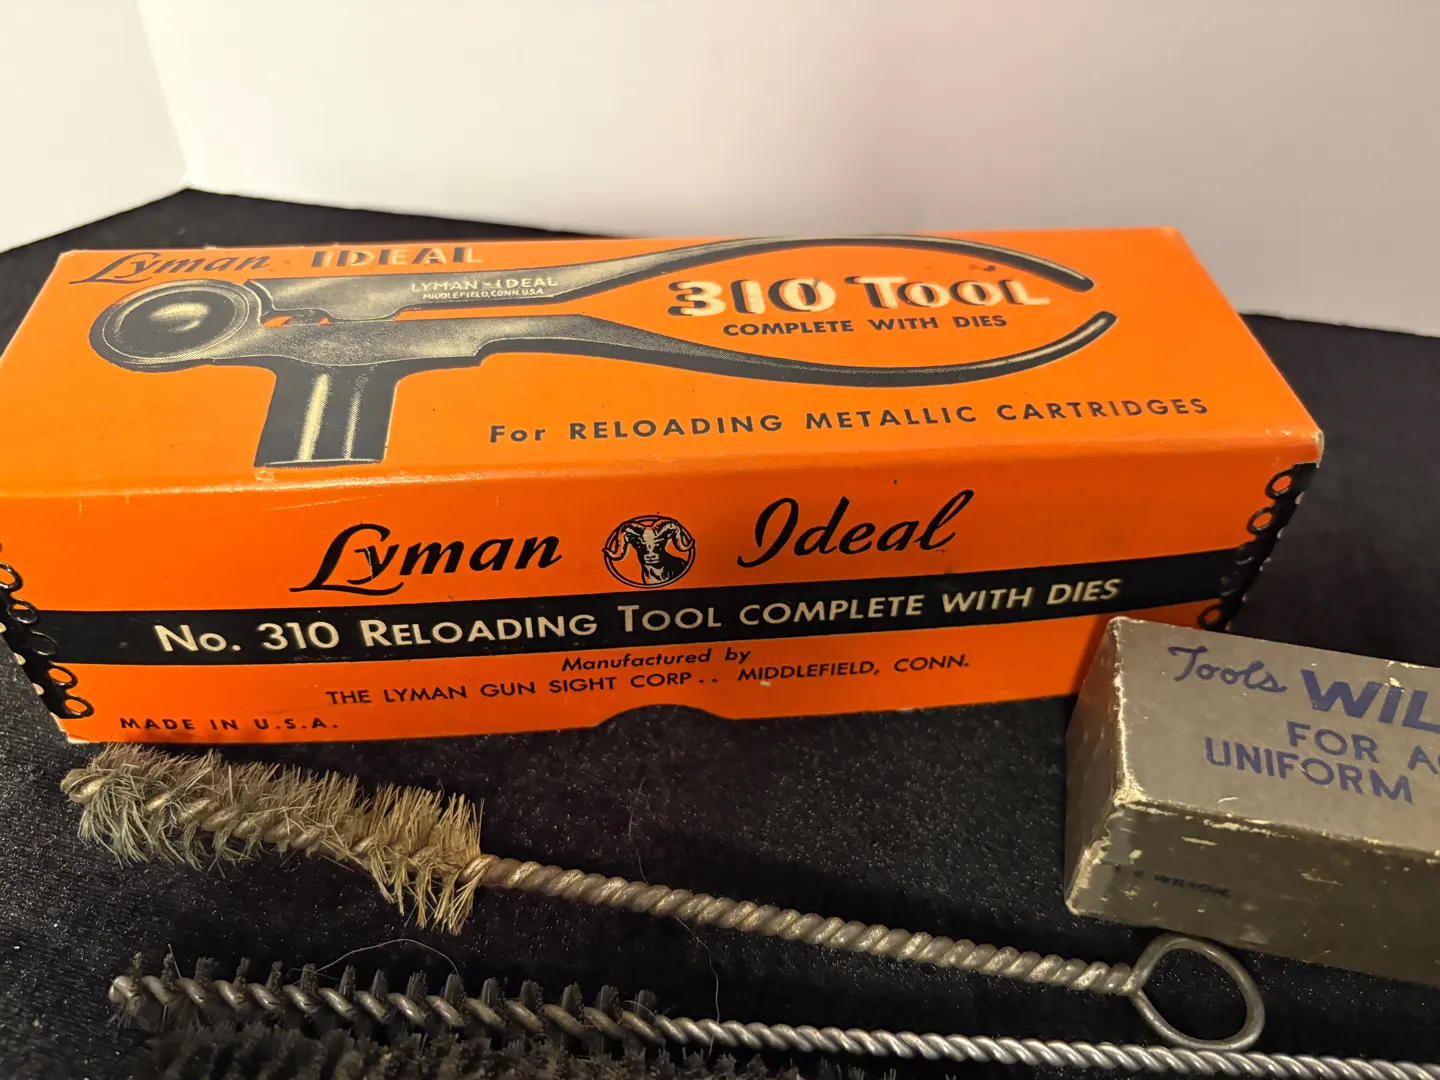 Lyman IDEAL
LYMAN-IDEAL
MIDDLEFIELD, CONN. U.S.A.
310 TOOL
COMPLETE WITH DIES
For RELOADING METALLIC CARTRIDGES
Lyman Ideal
No. 310 RELOADING TOOL COMPLETE WITH DIES
Manufactured by
THE LYMAN GUN SIGHT CORP.. MIDDLEFIELD, CONN.
MADE IN U.S.A.
Tools WIL
FOR
UNIFORM
WILSON